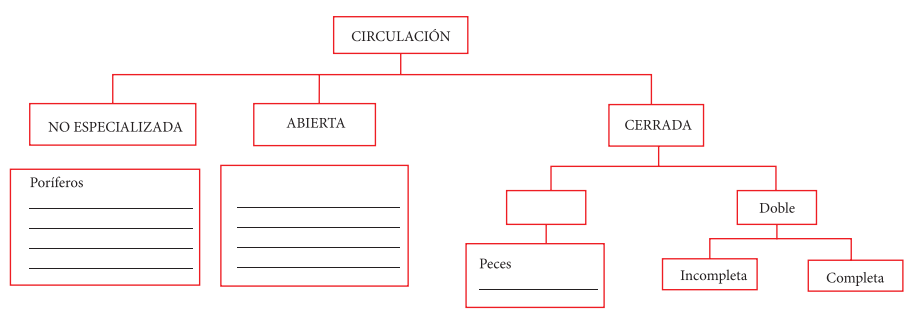 CIRCULACIÓN
NO ESPECIALIZADA
ABIERTA
CERRADA
Poríferos
Doble
Peces
Incompleta
Completa